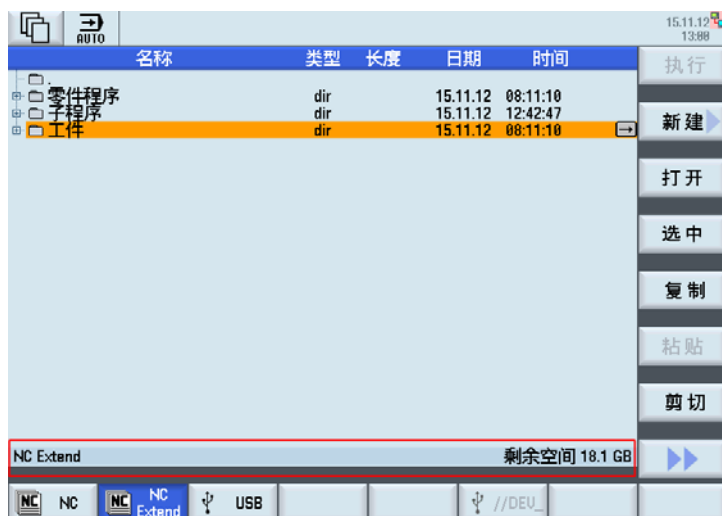 AUTO
15.11.12
13:08
名称 类型 长度 日期 时间
执行
.
零件程序 dir 15.11.12 08:11:10
子程序 dir 15.11.12 12:42:47
工件 dir 15.11.12 08:11:10
新建
打开
选中
复制
粘贴
剪切
NC Extend 剩余空间 18.1 GB
NC NC NC NC Extend USB //DEV_